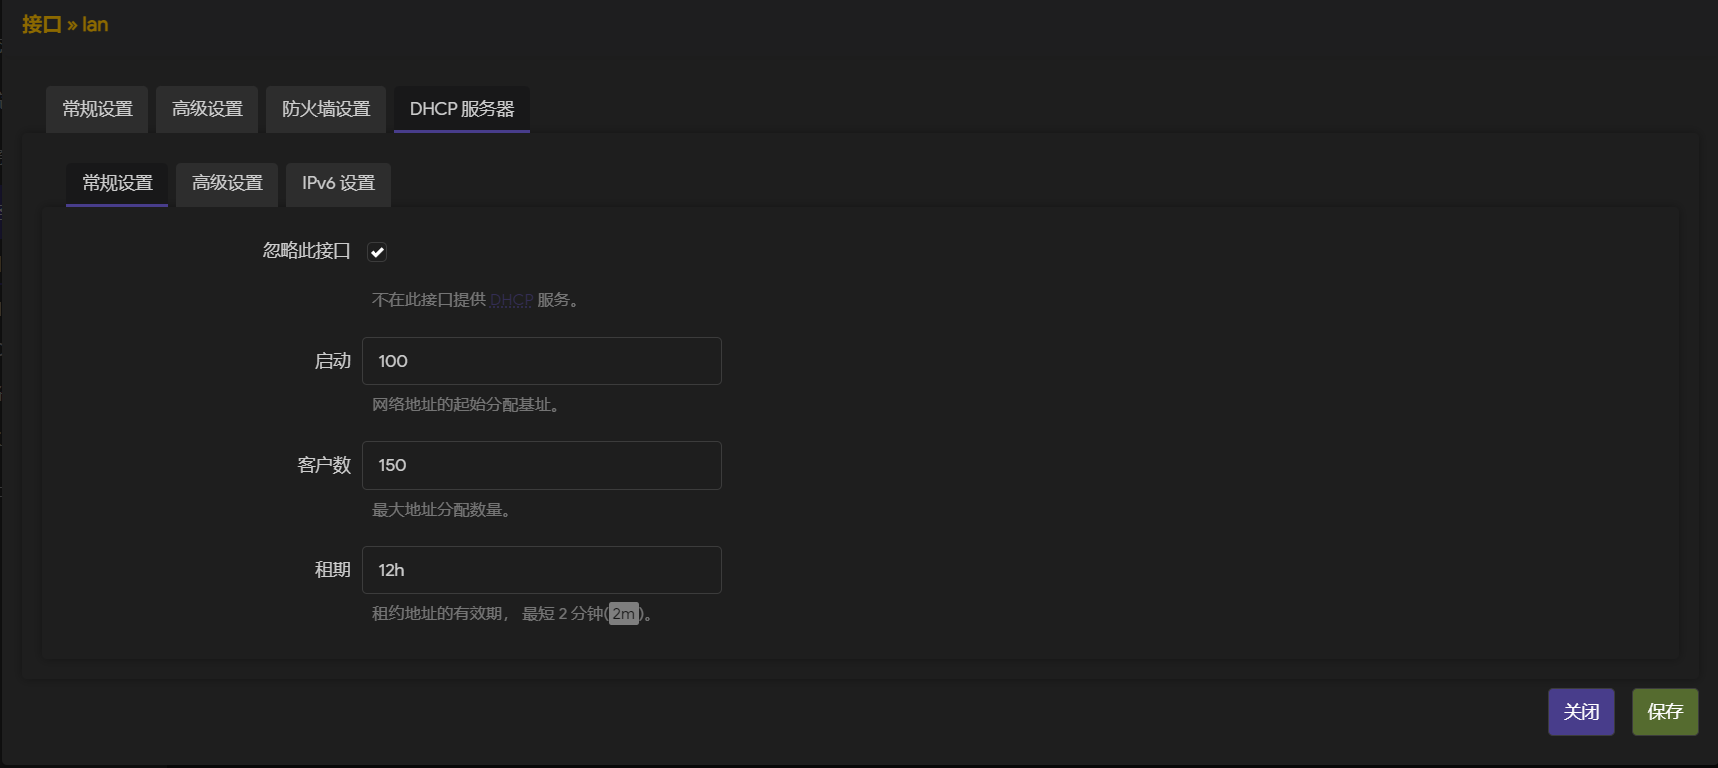 接口 » lan
常规设置 高级设置 防火墙设置 DHCP 服务器
常规设置 高级设置 IPv6 设置
忽略此接口
不在此接口提供 DHCP 服务。
启动 100
网络地址的起始分配基址。
客户数 150
最大地址分配数量。
租期 12h
租约地址的有效期， 最短 2 分钟(2m)。
关闭 保存